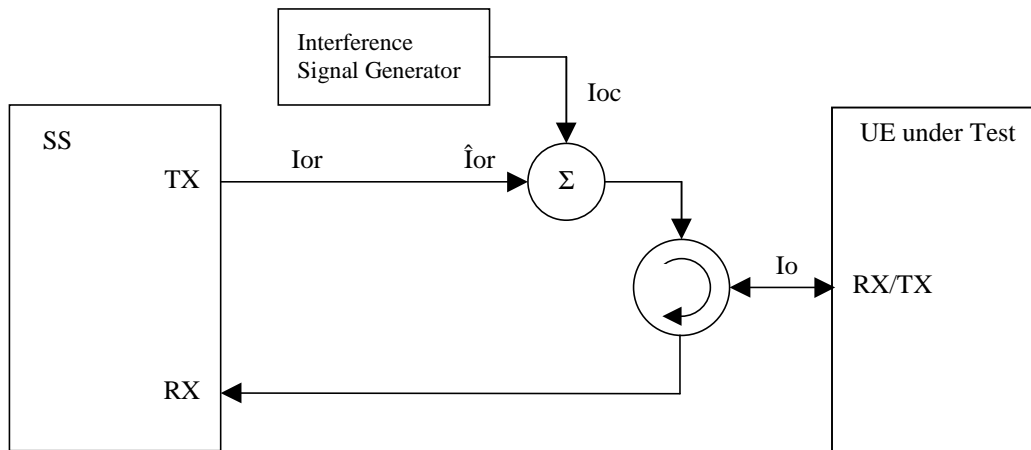 Interference
Signal Generator
Ioc
SS
UE under Test
TX
Ior
Îor
Σ
Io
RX/TX
RX